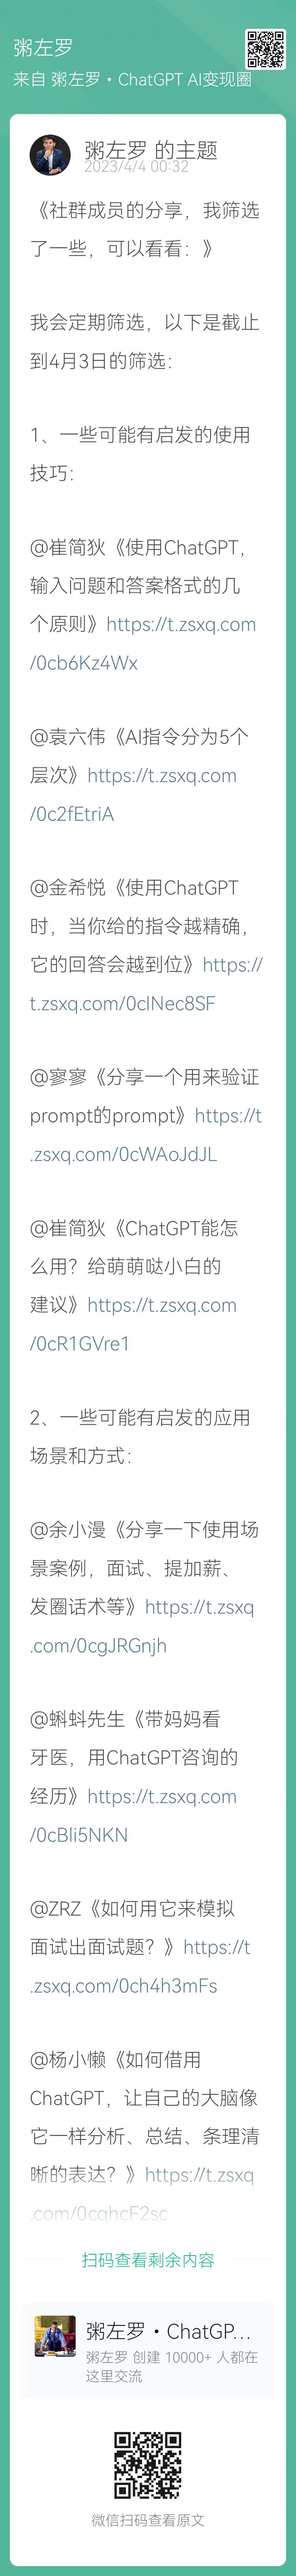 粥左罗
来自 粥左罗·ChatGPT AI变现圈
粥左罗 的主题
2023/4/4 00:32
《社群成员的分享，我筛选
了一些，可以看看：》
我会定期筛选，以下是截止
到4月3日的筛选：
1、一些可能有启发的使用
技巧：
@崔简狄《使用ChatGPT，
输入问题和答案格式的几
个原则》https://t.zsxq.com
/0cb6Kz4Wx
@袁六伟《AI指令分为5个
层次》https://t.zsxq.com
/0c2fEtriA
@金希悦《使用ChatGPT
时，当你给的指令越精确，
它的回答会越到位》https://
t.zsxq.com/0clNec8SF
@寥寥《分享一个用来验证
prompt的prompt》https://t
.zsxq.com/0cWAoJdJL
@崔简狄《ChatGPT能怎
么用？给萌萌哒小白的
建议》https://t.zsxq.com
/0cR1GVre1
2、一些可能有启发的应用
场景和方式：
@余小漫《分享一下使用场
景案例，面试、提加薪、
发圈话术等》https://t.zsxq
.com/0cgJRGnjh
@蝌蚪先生《带妈妈看
牙医，用ChatGPT咨询的
经历》https://t.zsxq.com
/0cBli5NKN
@ZRZ《如何用它来模拟
面试出面试题？》https://t
.zsxq.com/0ch4h3mFs
@杨小懒《如何借用
ChatGPT，让自己的大脑像
它一样分析、总结、条理清
晰的表达？》https://t.zsxq
.com/0cqhcF2sc
扫码查看剩余内容
粥左罗·ChatGP...
粥左罗 创建 10000+ 人都在
这里交流
微信扫码查看原文